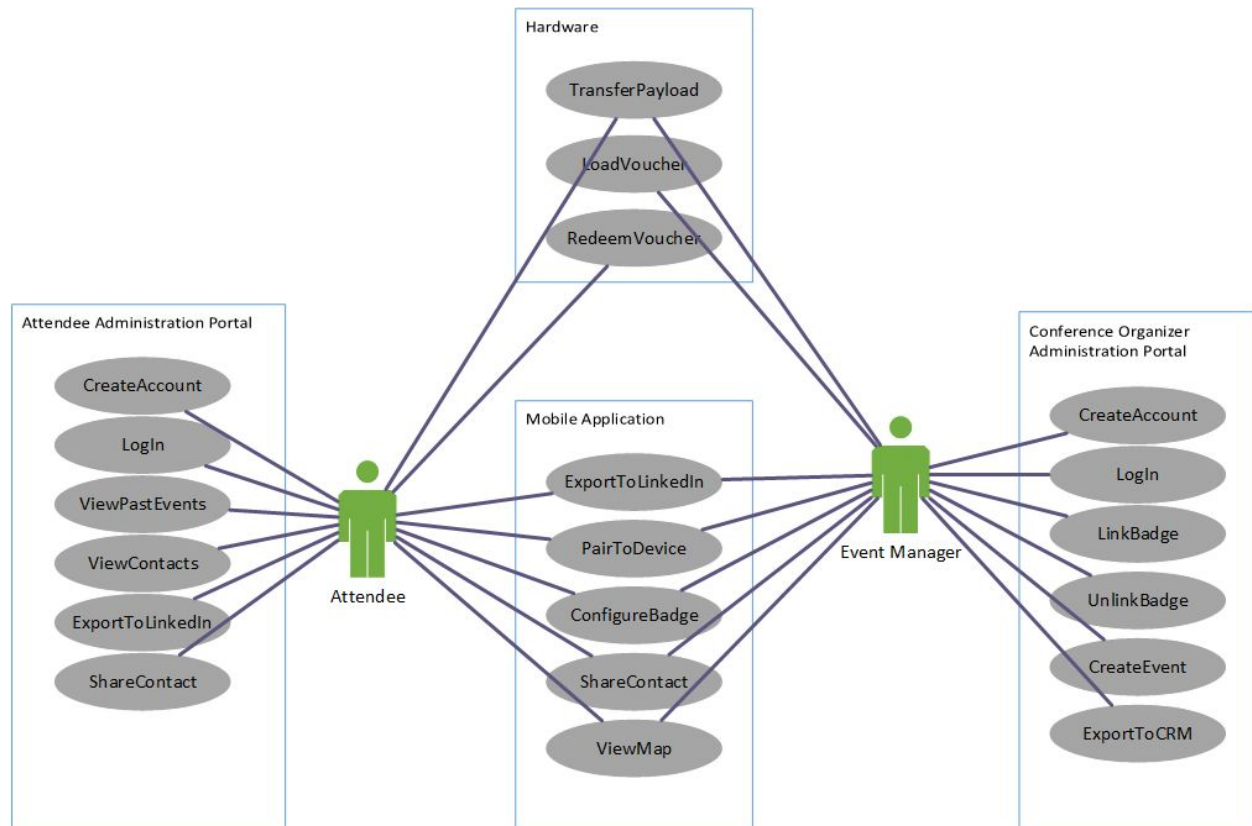 Hardware
TransferPayload
LoadVoucher
RedeemVoucher
Attendee Administration Portal
CreateAccount
LogIn
ViewPastEvents
ViewContacts
ExportToLinkedIn
ShareContact
Attendee
Mobile Application
ExportToLinkedIn
PairToDevice
ConfigureBadge
ShareContact
ViewMap
Event Manager
Conference Organizer
Administration Portal
CreateAccount
LogIn
LinkBadge
UnlinkBadge
CreateEvent
ExportToCRM